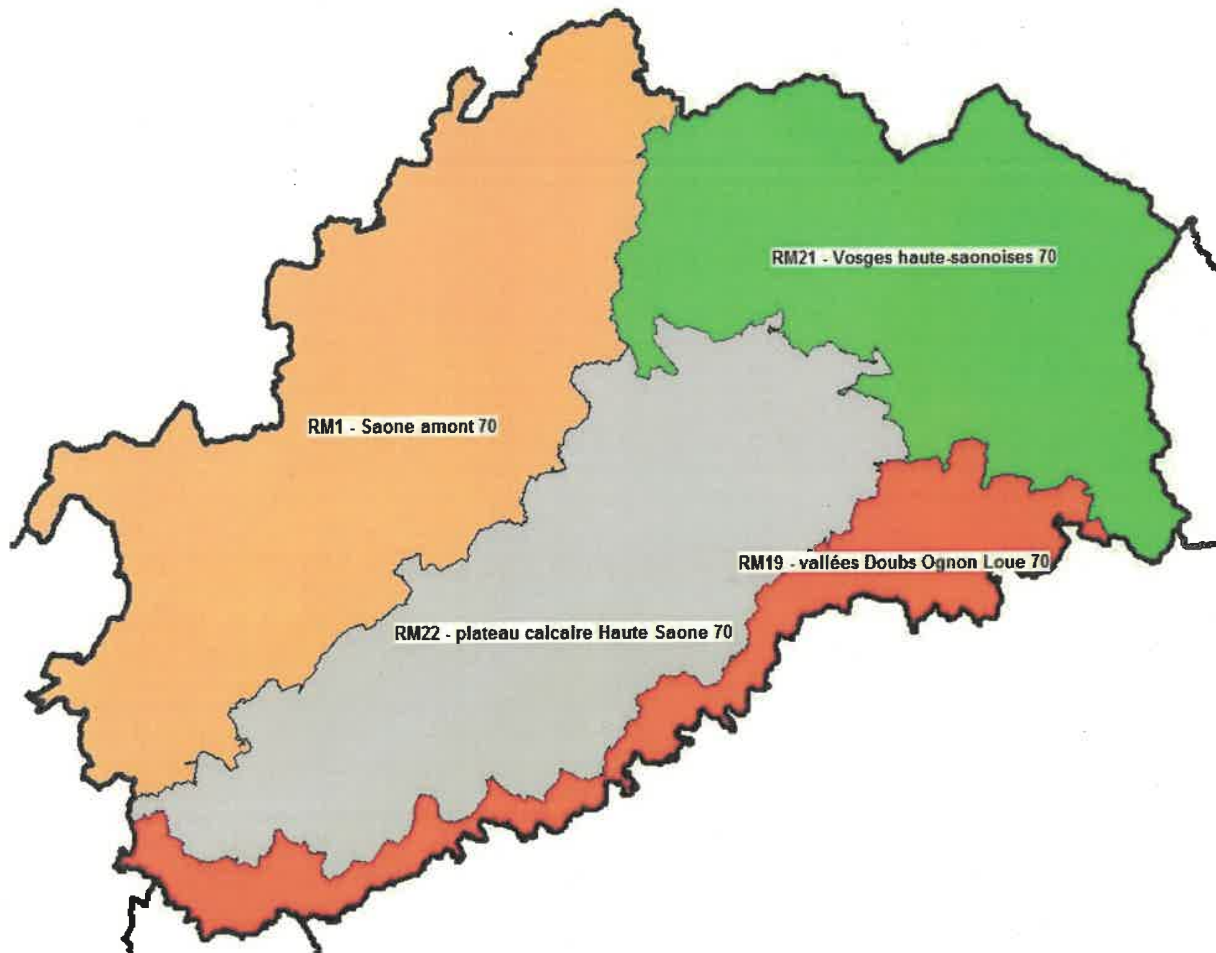 RM21 - Vosges haute-saonoises 70
RM1 - Saone amont 70
RM19 - vallées Doubs Ognon Loue 70
RM22 - plateau calcaire Haute Saone 70